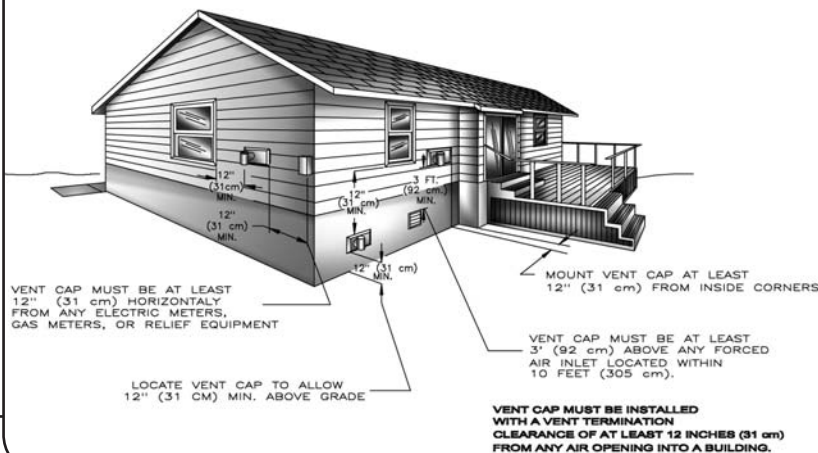 12"
(31cm)
MIN.
12"
(31 cm)
MIN.
12"
(31 cm)
MIN.
3 FT.
(92 cm.)
MIN.
12" (31 cm)
MIN.
VENT CAP MUST BE AT LEAST
12" (31 cm) HORIZONTALY
FROM ANY ELECTRIC METERS,
GAS METERS, OR RELIEF EQUIPMENT
MOUNT VENT CAP AT LEAST
12" (31 cm) FROM INSIDE CORNERS
VENT CAP MUST BE AT LEAST
3' (92 cm) ABOVE ANY FORCED
AIR INLET LOCATED WITHIN
10 FEET (305 cm).
LOCATE VENT CAP TO ALLOW
12" (31 CM) MIN. ABOVE GRADE
VENT CAP MUST BE INSTALLED
WITH A VENT TERMINATION
CLEARANCE OF AT LEAST 12 INCHES (31 cm)
FROM ANY AIR OPENING INTO A BUILDING.